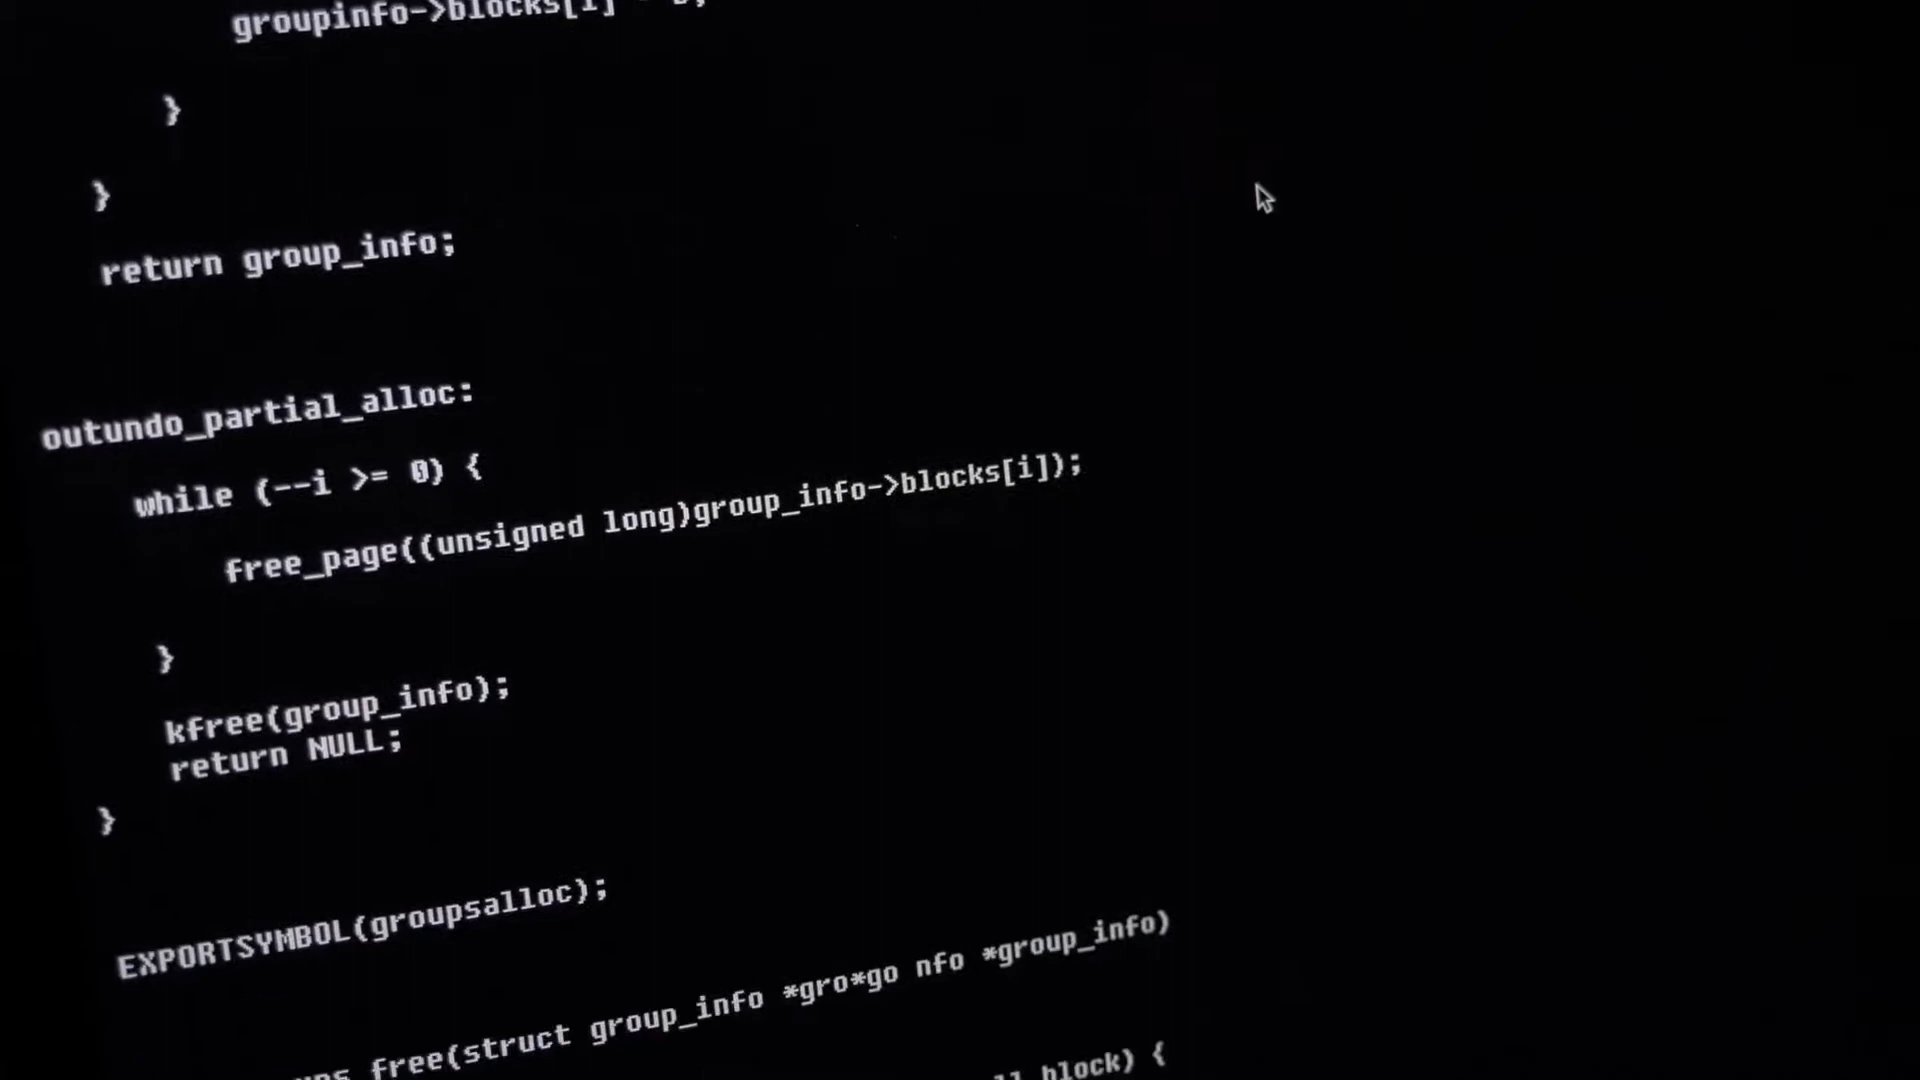 groupinfo->blocks[i]
}
}
return group_info;
outundo_partial_alloc:
while (--i >= 0) {
free_page((unsigned long)group_info->blocks[i]);
}
kfree(group_info);
return NULL;
}
EXPORTSYMBOL(groupsalloc);
free(struct group_info *gro*go nfo *group_info)
block) {